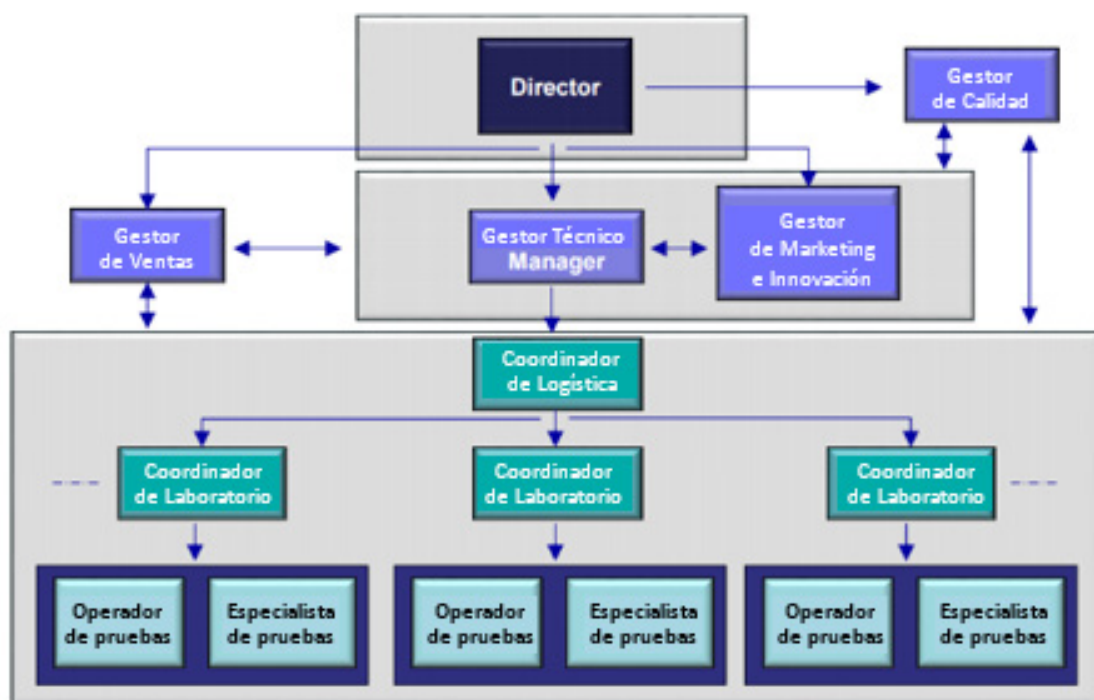 Director
Gestor
de Calidad
Gestor
de Ventas
Gestor Técnico
Manager
Gestor
de Marketing
e Innovación
Coordinador
de Logística
Coordinador
de Laboratorio
Coordinador
de Laboratorio
Coordinador
de Laboratorio
Operador
de pruebas
Especialista
de pruebas
Operador
de pruebas
Especialista
de pruebas
Operador
de pruebas
Especialista
de pruebas